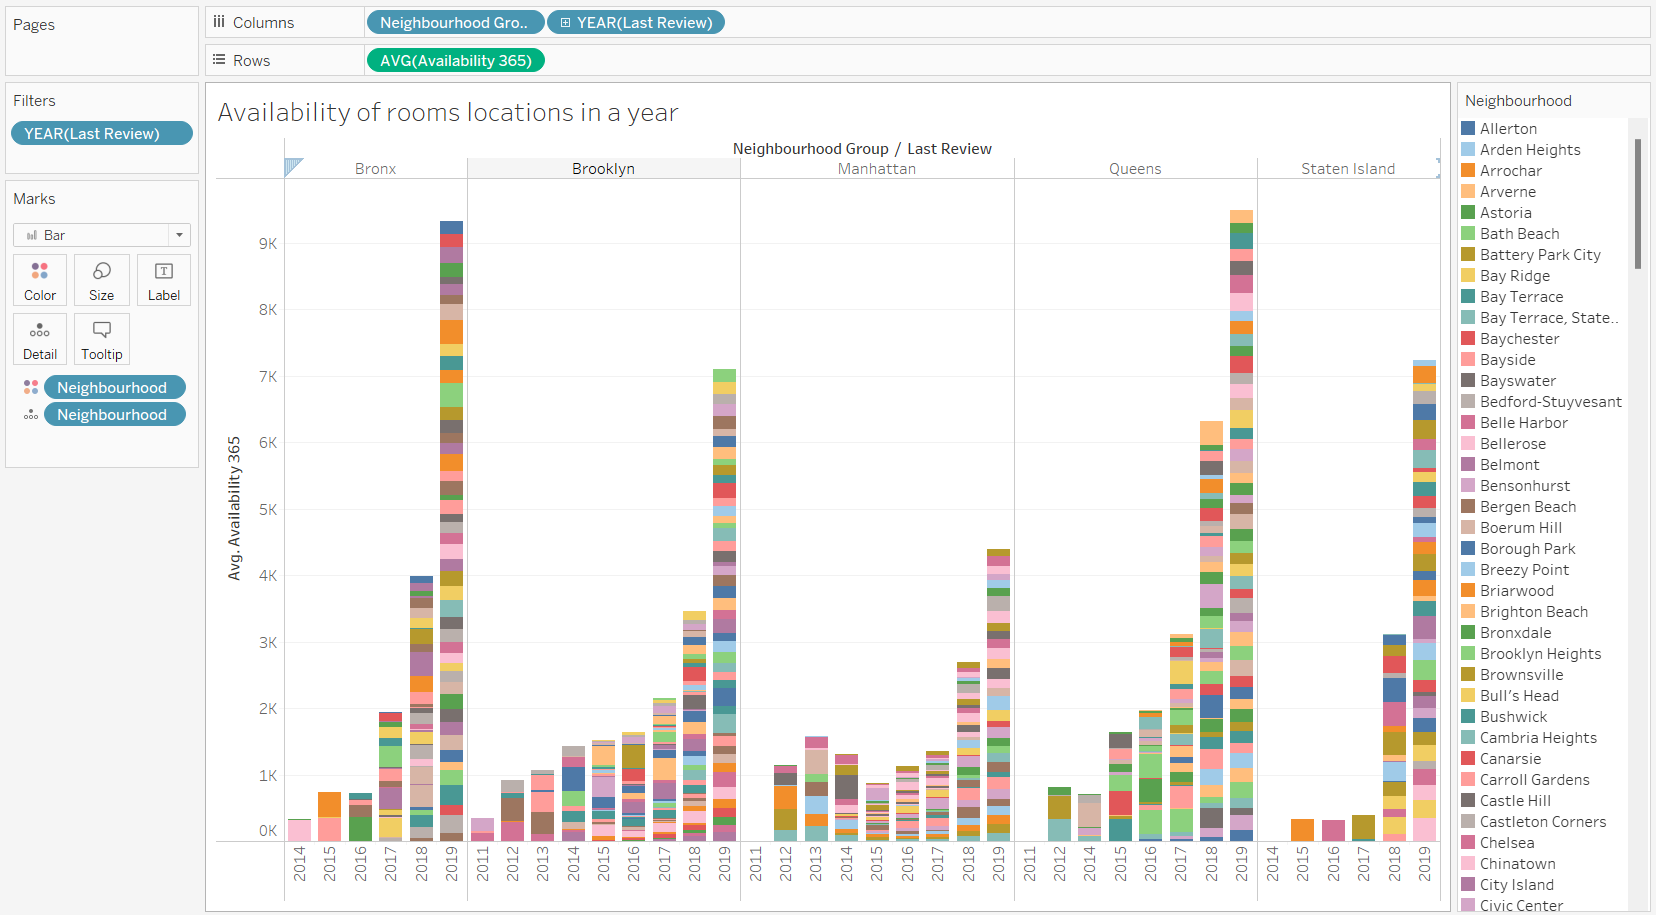 Pages
Columns
Neighbourhood Gro..
YEAR(Last Review)
Rows
AVG(Availability 365)
Filters
YEAR(Last Review)
Marks
Bar
Color
Size
Label
Detail
Tooltip
Neighbourhood
Neighbourhood
Availability of rooms locations in a year
Neighbourhood Group / Last Review
Bronx
Brooklyn
Manhattan
Queens
Staten Island
Avg. Availability 365
9K
8K
7K
6K
5K
4K
3K
2K
1K
0K
2014
2015
2016
2017
2018
2019
2011
2012
2013
2014
2015
2016
2017
2018
2019
2011
2012
2013
2014
2015
2016
2017
2018
2019
2011
2012
2014
2015
2016
2017
2018
2019
2014
2015
2016
2017
2018
2019
Neighbourhood
Allerton
Arden Heights
Arrochar
Arverne
Astoria
Bath Beach
Battery Park City
Bay Ridge
Bay Terrace
Bay Terrace, State..
Baychester
Bayside
Bayswater
Bedford-Stuyvesant
Belle Harbor
Bellerose
Belmont
Bensonhurst
Bergen Beach
Boerum Hill
Borough Park
Breezy Point
Briarwood
Brighton Beach
Bronxdale
Brooklyn Heights
Brownsville
Bull's Head
Bushwick
Cambria Heights
Canarsie
Carroll Gardens
Castle Hill
Castleton Corners
Chelsea
Chinatown
City Island
Civic Center